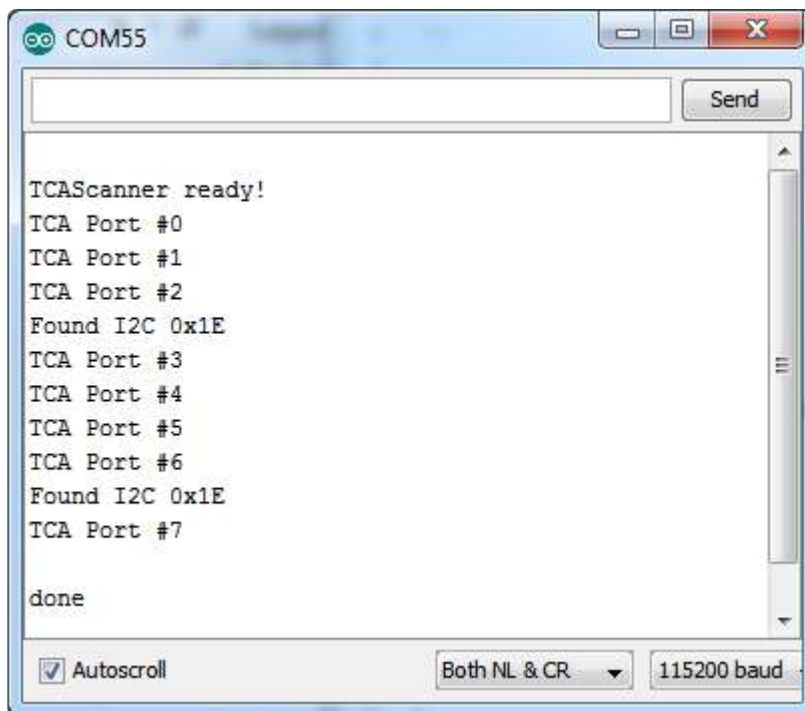 COM55
Send
TCAScanner ready!
TCA Port #0
TCA Port #1
TCA Port #2
Found I2C 0x1E
TCA Port #3
TCA Port #4
TCA Port #5
TCA Port #6
Found I2C 0x1E
TCA Port #7
done
Autoscroll
Both NL & CR
115200 baud